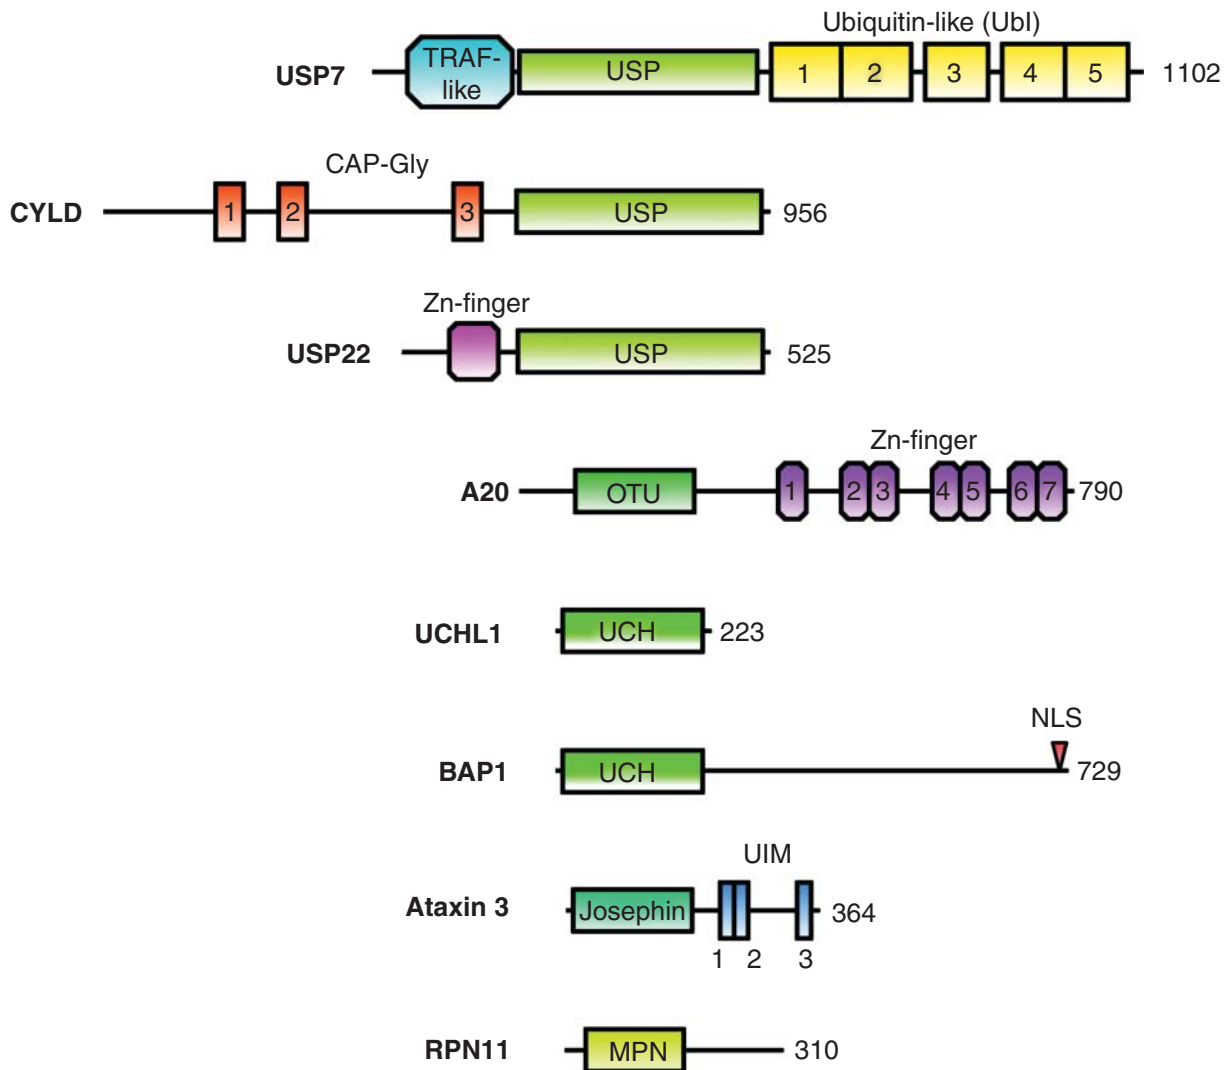 Ubiquitin-like (UbI)
USP7 TRAF-like USP 1 2 3 4 5 1102
CAP-Gly
CYLD 1 2 3 USP 956
Zn-finger
USP22 USP 525
Zn-finger
A20 OTU 1 2 3 4 5 6 7 790
UCHL1 UCH 223
NLS
BAP1 UCH 729
UIM
Ataxin 3 Josephin 364
1 2 3
RPN11 MPN 310